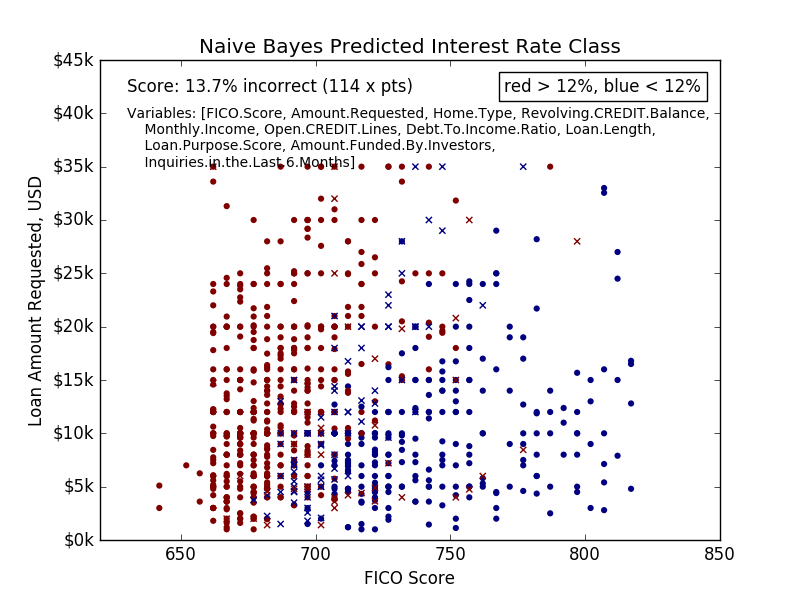 Naive Bayes Predicted Interest Rate Class
$45k
Score: 13.7% incorrect (114 x pts)
red > 12%, blue < 12%
Variables: [FICO.Score, Amount.Requested, Home.Type, Revolving.CREDIT.Balance,
Monthly.Income, Open.CREDIT.Lines, Debt.To.Income.Ratio, Loan.Length,
Loan.Purpose.Score, Amount.Funded.By.Investors,
Inquiries.in.the.Last.6.Months]
$40k
$35k
$30k
$25k
$20k
$15k
$10k
$5k
$0k
Loan Amount Requested, USD
650
700
750
800
850
FICO Score